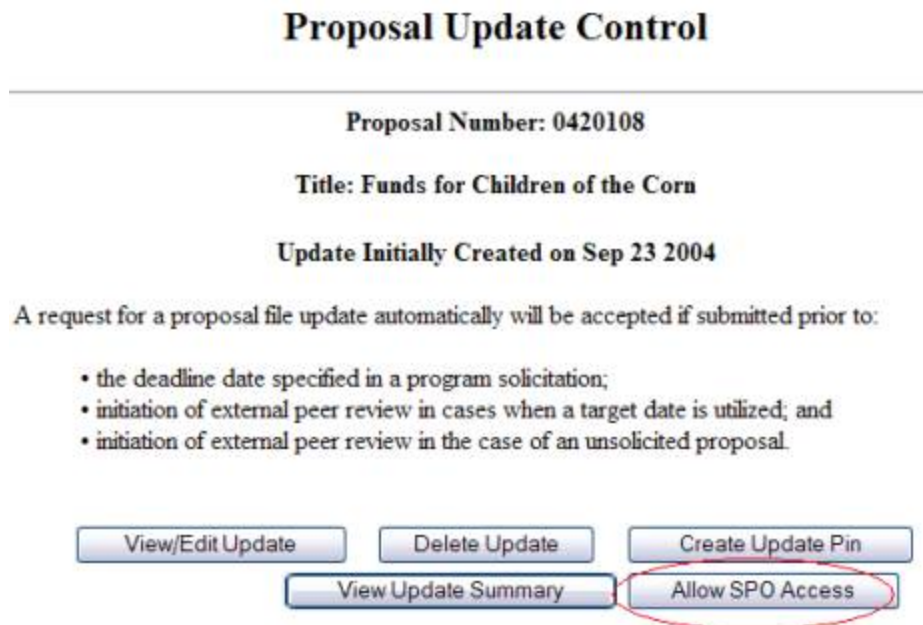 Proposal Update Control
Proposal Number: 0420108
Title: Funds for Children of the Corn
Update Initially Created on Sep 23 2004
A request for a proposal file update automatically will be accepted if submitted prior to:
• the deadline date specified in a program solicitation;
• initiation of external peer review in cases when a target date is utilized; and
• initiation of external peer review in the case of an unsolicited proposal.
View/Edit Update Delete Update Create Update Pin
View Update Summary Allow SPO Access